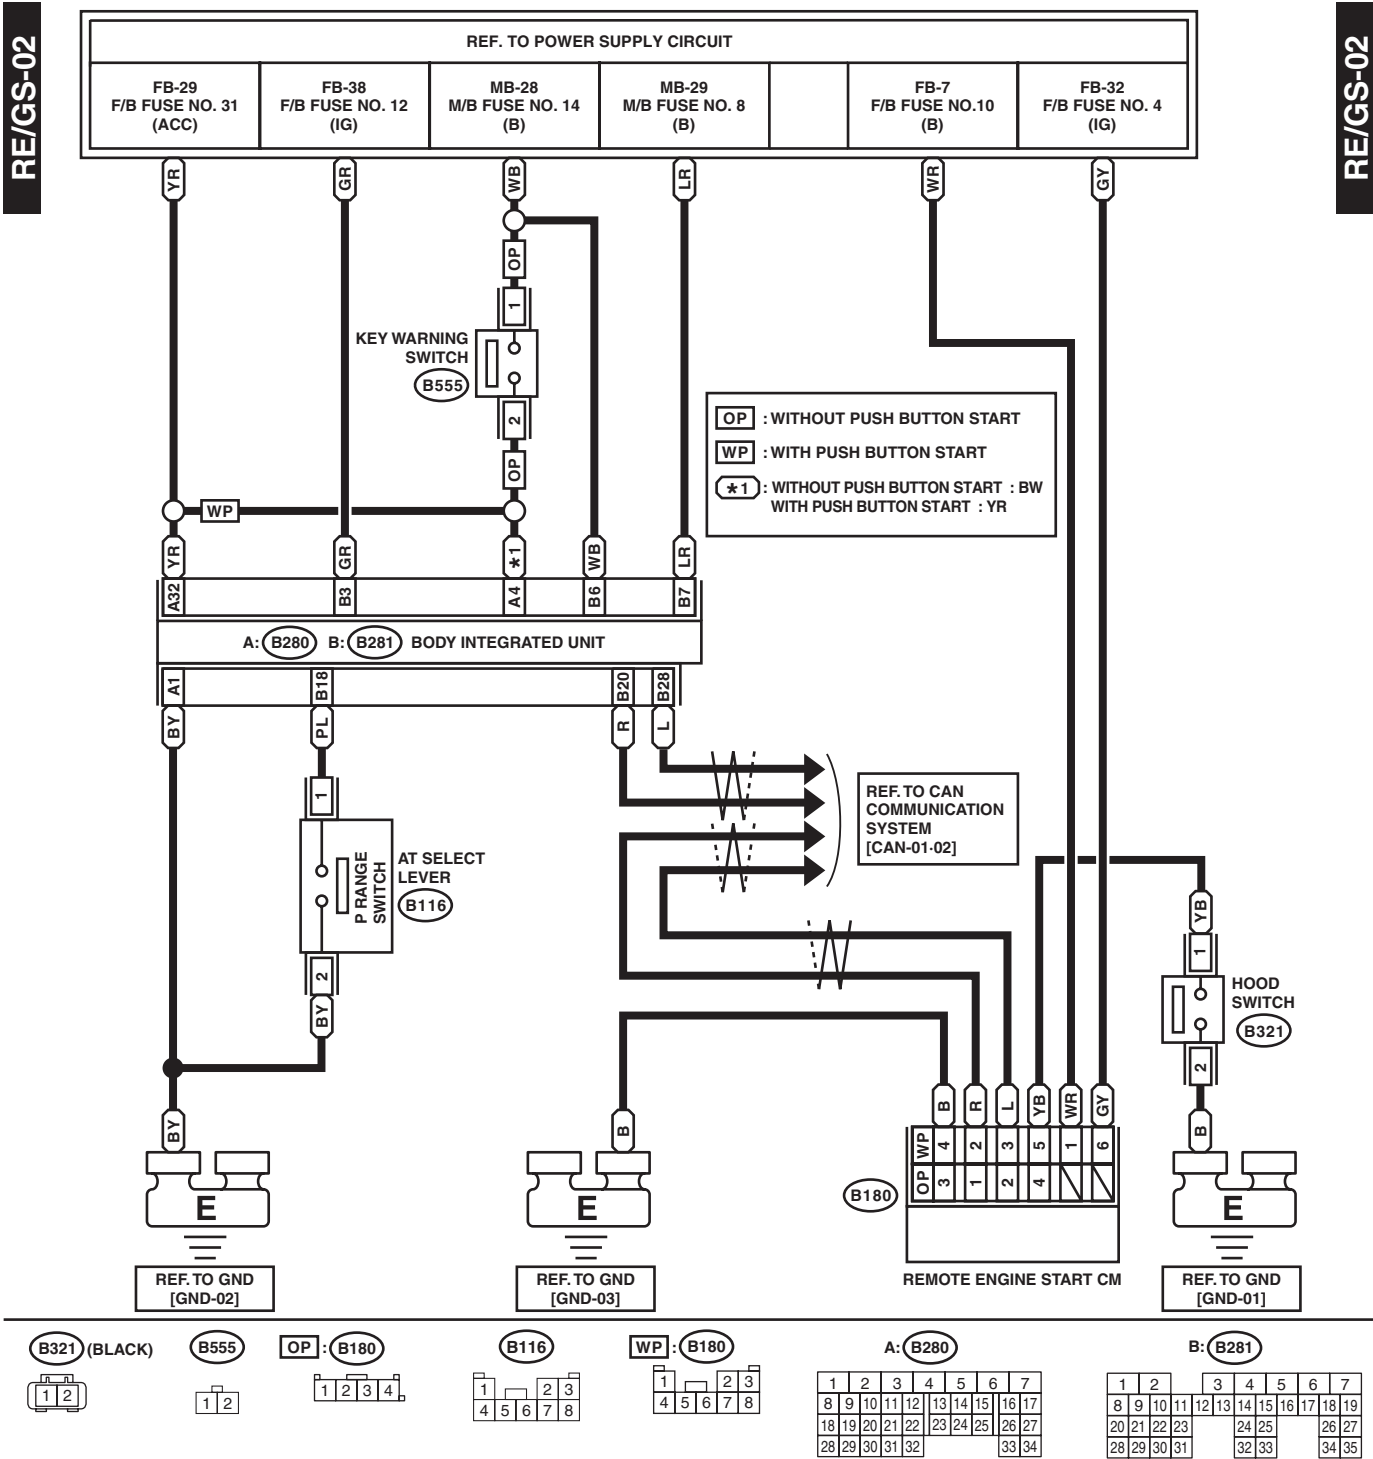 RE/GS-02
RE/GS-02
REF. TO POWER SUPPLY CIRCUIT
FB-29
F/B FUSE NO. 31
(ACC)
FB-38
F/B FUSE NO. 12
(IG)
MB-28
M/B FUSE NO. 14
(B)
MB-29
M/B FUSE NO. 8
(B)
FB-7
F/B FUSE NO.10
(B)
FB-32
F/B FUSE NO. 4
(IG)
YR
GR
WB
LR
WR
GY
OP
1
KEY WARNING
SWITCH
B555
2
OP
OP : WITHOUT PUSH BUTTON START
WP : WITH PUSH BUTTON START
*1 : WITHOUT PUSH BUTTON START : BW
WITH PUSH BUTTON START : YR
WP
YR
GR
*1
WB
LR
A32
B3
A4
B6
B7
A: B280 B: B281 BODY INTEGRATED UNIT
A1
B18
B20
B28
BY
PL
R
L
REF. TO CAN
COMMUNICATION
SYSTEM
[CAN-01·02]
1
P RANGE
SWITCH
AT SELECT
LEVER
B116
2
BY
YB
1
HOOD
SWITCH
B321
2
B
BY
B
B
R
L
YB
WR
GY
WP 4 2 3 5 1 6
OP 3 1 2 4
B180
REMOTE ENGINE START CM
E
REF. TO GND
[GND-02]
E
REF. TO GND
[GND-03]
E
REF. TO GND
[GND-01]
B321 (BLACK)
1 2
B555
1 2
OP : B180
1 2 3 4
B116
1 2 3
4 5 6 7 8
WP : B180
1 2 3
4 5 6 7 8
A: B280
1 2 3 4 5 6 7
8 9 10 11 12 13 14 15 16 17
18 19 20 21 22 23 24 25 26 27
28 29 30 31 32 33 34
B: B281
1 2 3 4 5 6 7
8 9 10 11 12 13 14 15 16 17 18 19
20 21 22 23 24 25 26 27
28 29 30 31 32 33 34 35